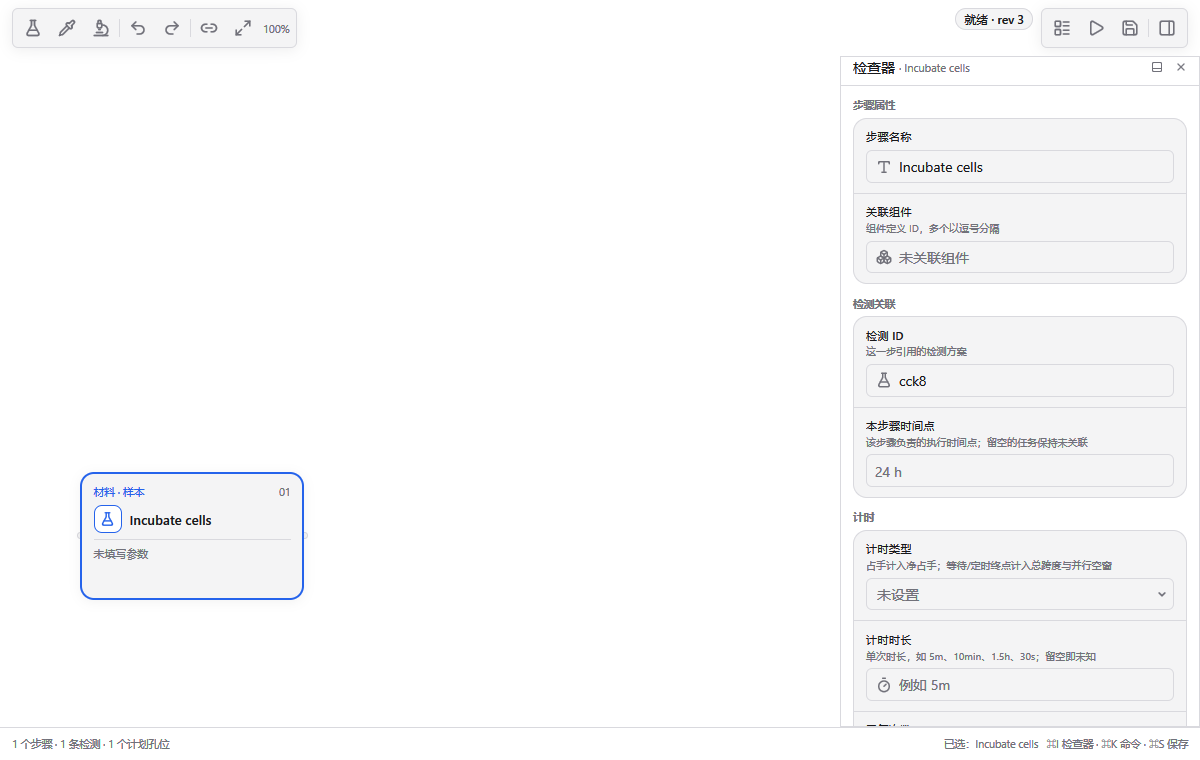 100%
就绪 · rev 3
检查器 · Incubate cells
步骤属性
步骤名称
Incubate cells
关联组件
组件定义 ID，多个以逗号分隔
未关联组件
检测关联
检测 ID
这一步引用的检测方案
cck8
本步骤时间点
该步骤负责的执行时间点；留空的任务保持未关联
24 h
计时
计时类型
占手计入净占手；等待/定时终点计入总跨度与并行空窗
未设置
计时时长
单次时长，如 5m、10min、1.5h、30s；留空即未知
例如 5m
材料 · 样本
01
Incubate cells
未填写参数
1 个步骤 · 1 条检测 · 1 个计划孔位
已选：Incubate cells ⌘I 检查器 · ⌘K 命令 · ⌘S 保存